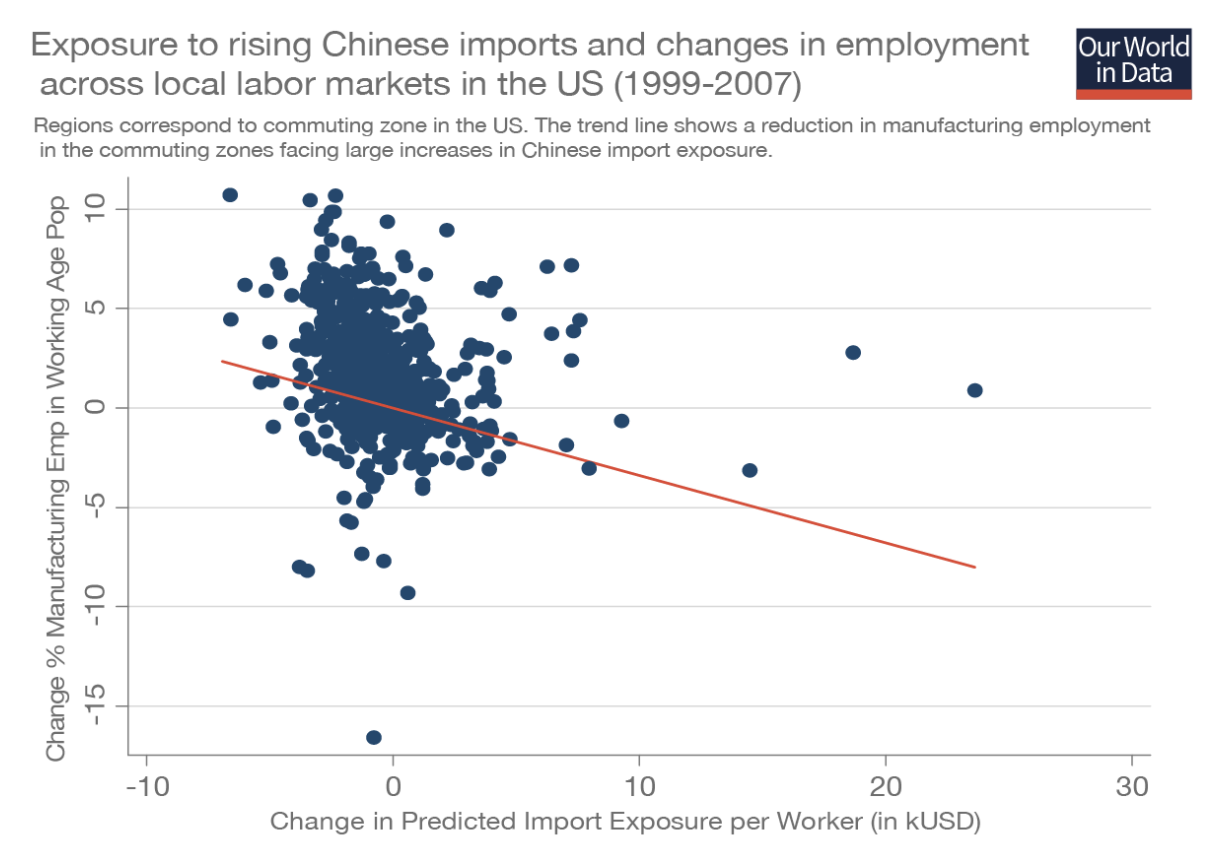 Exposure to rising Chinese imports and changes in employment
across local labor markets in the US (1999-2007)
Our World
in Data
Regions correspond to commuting zone in the US. The trend line shows a reduction in manufacturing employment
in the commuting zones facing large increases in Chinese import exposure.
Change % Manufacturing Emp in Working Age Pop
10
5
0
-5
-10
-15
-10
0
10
20
30
Change in Predicted Import Exposure per Worker (in kUSD)